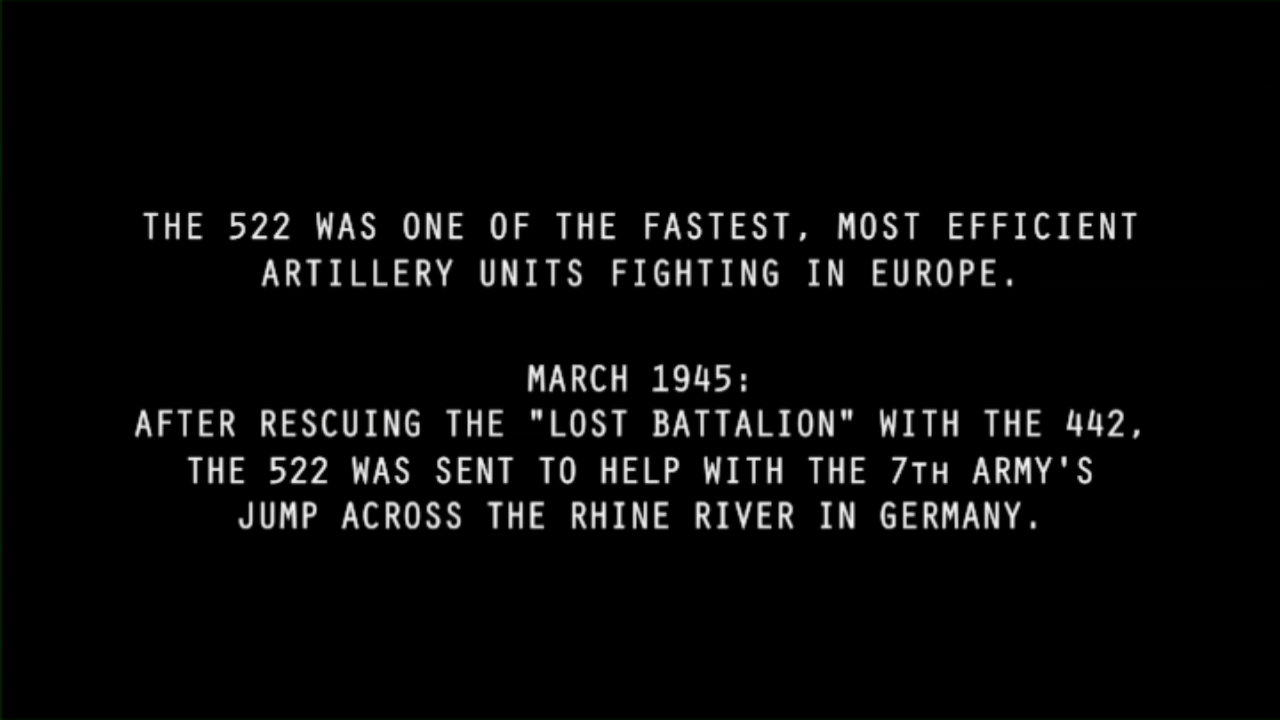 THE 522 WAS ONE OF THE FASTEST, MOST EFFICIENT
ARTILLERY UNITS FIGHTING IN EUROPE.
MARCH 1945:
AFTER RESCUING THE "LOST BATTALION" WITH THE 442,
THE 522 WAS SENT TO HELP WITH THE 7TH ARMY'S
JUMP ACROSS THE RHINE RIVER IN GERMANY.